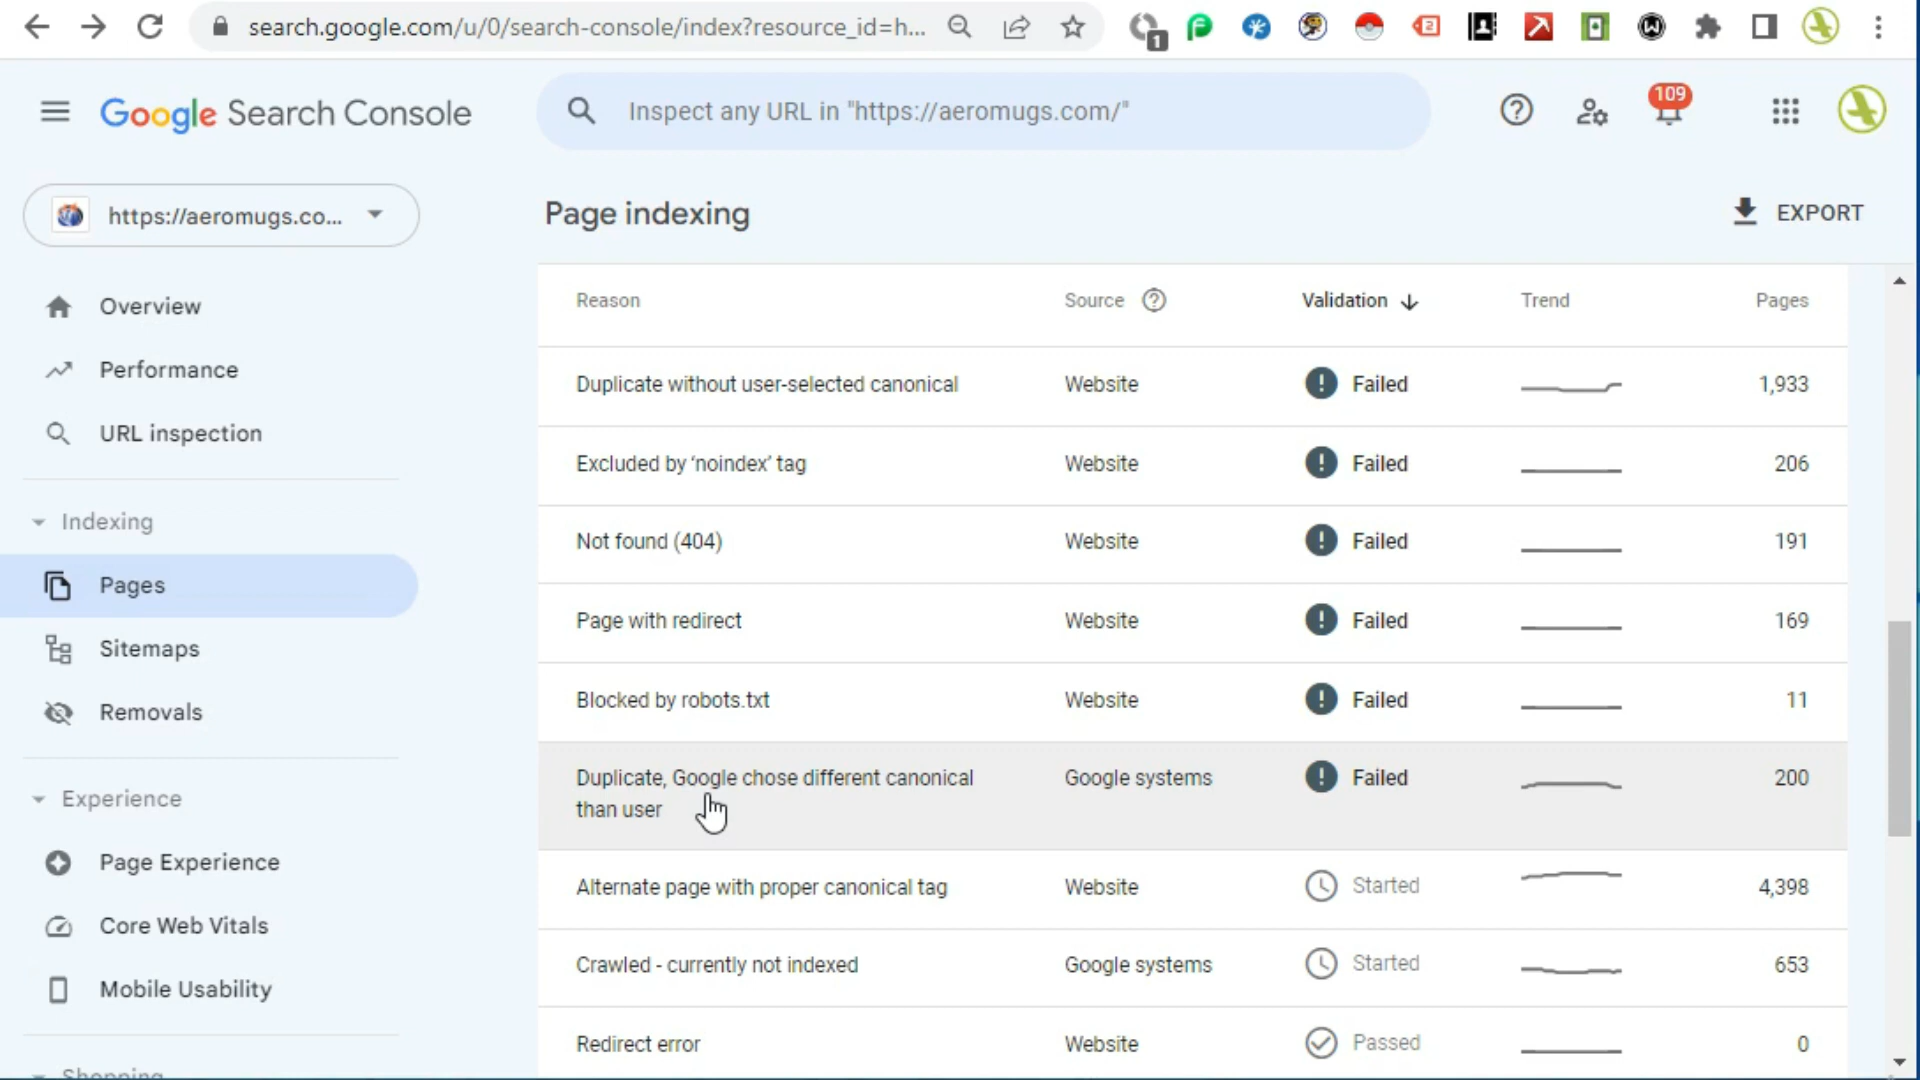 search.google.com/u/0/search-console/index?resource_id=h...
1
2
Google Search Console
Inspect any URL in "https://aeromugs.com/"
109
https://aeromugs.co...
Page indexing
EXPORT
Overview
Performance
URL inspection
Indexing
Pages
Sitemaps
Removals
Experience
Page Experience
Core Web Vitals
Mobile Usability
Shopping
Reason Source Validation Trend Pages
Duplicate without user-selected canonical Website Failed 1,933
Excluded by ‘noindex’ tag Website Failed 206
Not found (404) Website Failed 191
Page with redirect Website Failed 169
Blocked by robots.txt Website Failed 11
Duplicate, Google chose different canonical Google systems Failed 200
than user
Alternate page with proper canonical tag Website Started 4,398
Crawled - currently not indexed Google systems Started 653
Redirect error Website Passed 0